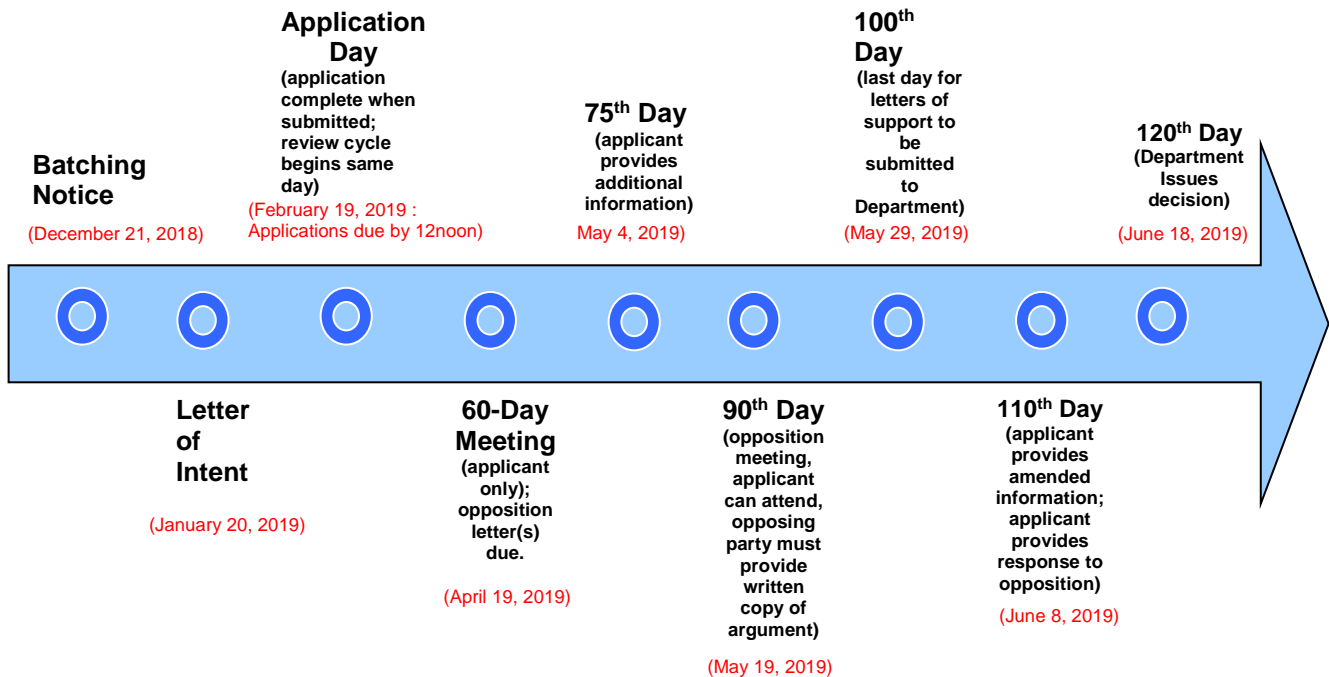 Batching
Notice
(December 21, 2018)
Letter
of
Intent
(January 20, 2019)
Application
Day
(application
complete when
submitted;
review cycle
begins same
day)
(February 19, 2019 :
Applications due by 12noon)
60-Day
Meeting
(applicant
only);
opposition
letter(s)
due.
(April 19, 2019)
75th Day
(applicant
provides
additional
information)
May 4, 2019)
90th Day
(opposition
meeting,
applicant
can attend,
opposing
party must
provide
written
copy of
argument)
(May 19, 2019)
100th
Day
(last day for
letters of
support to
be
submitted
to
Department)
(May 29, 2019)
110th Day
(applicant
provides
amended
information;
applicant
provides
response to
opposition)
(June 8, 2019)
120th Day
(Department
Issues
decision)
(June 18, 2019)